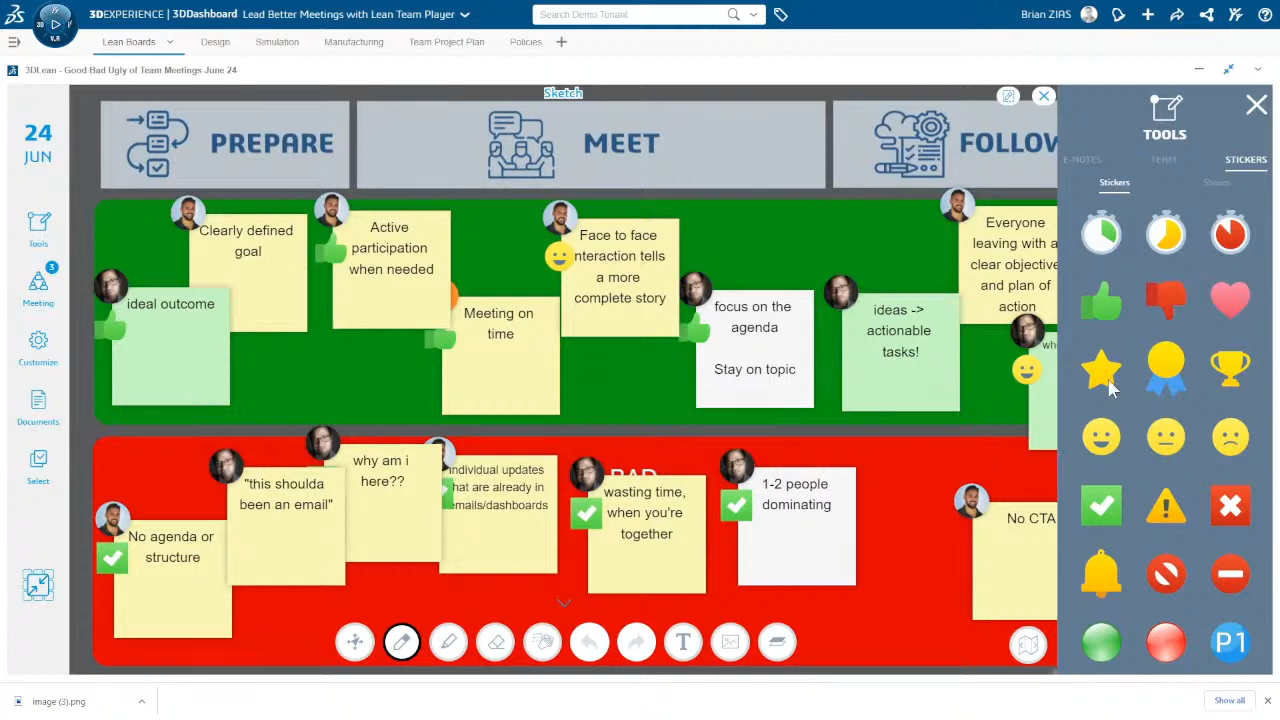 3DEXPERIENCE | 3DDashboard Lead Better Meetings with Lean Team Player
Search Demo Tenant
Brian ZIAS
3D
V.R
Lean Boards
Design
Simulation
Manufacturing
Team Project Plan
Policies
3DLean - Good Bad Ugly of Team Meetings June 24
24
JUN
Tools
3
Meeting
Customize
Documents
Select
Sketch
PREPARE
MEET
FOLLOW
Clearly defined
goal
ideal outcome
Active
participation
when needed
Meeting on
time
Face to face
interaction tells
a more
complete story
focus on the
agenda
Stay on topic
ideas ->
actionable
tasks!
Everyone
leaving with a
clear objective
and plan of
action
BAD
No agenda or
structure
"this shoulda
been an email"
why am i
here??
individual updates
that are already in
emails/dashboards
wasting time,
when you're
together
1-2 people
dominating
No CTA
T
TOOLS
E-NOTES
TEAM
STICKERS
Stickers
Shapes
P1
image (3).png
Show all